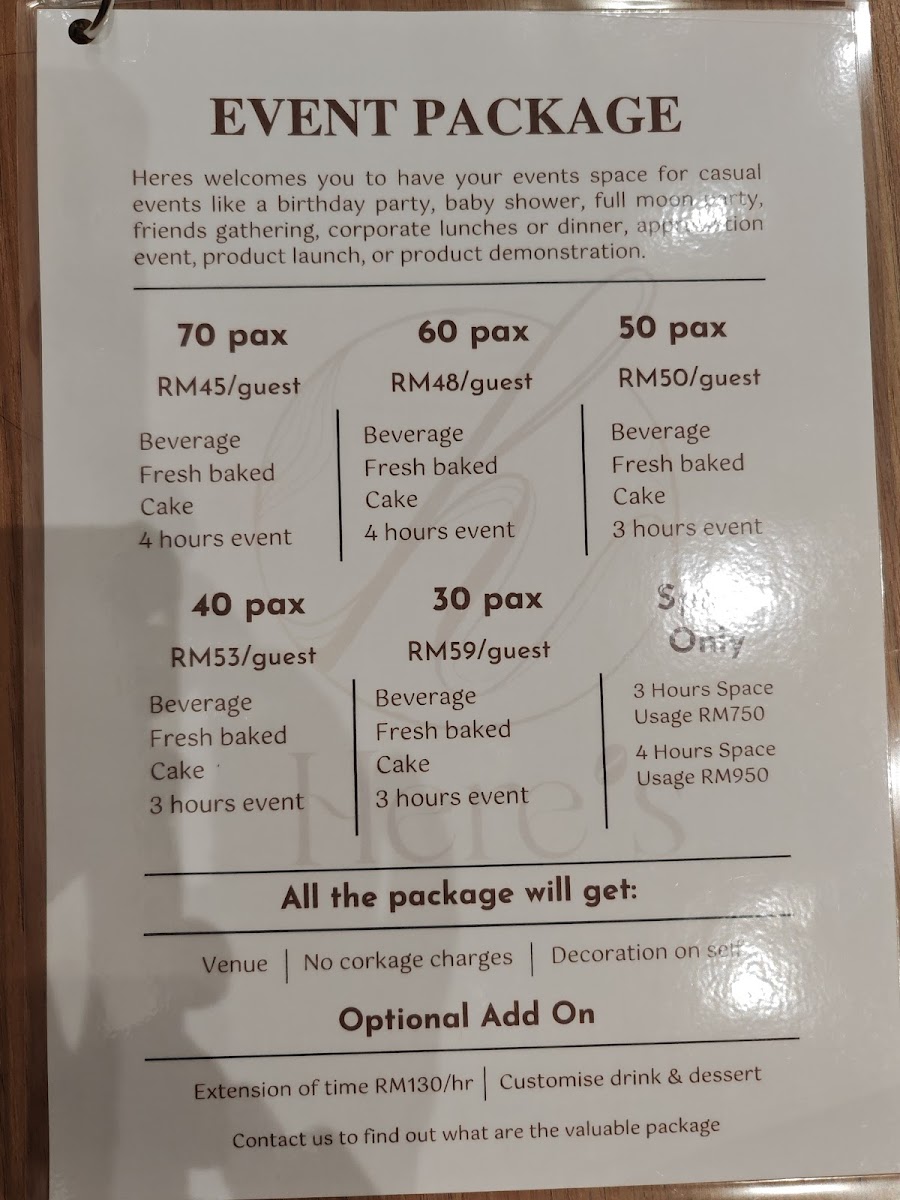 EVENT PACKAGE
Heres welcomes you to have your events space for casual
events like a birthday party, baby shower, full moon party,
friends gathering, corporate lunches or dinner, appreciation
event, product launch, or product demonstration.
70 pax
RM45/guest
Beverage
Fresh baked
Cake
4 hours event
60 pax
RM48/guest
Beverage
Fresh baked
Cake
4 hours event
50 pax
RM50/guest
Beverage
Fresh baked
Cake
3 hours event
40 pax
RM53/guest
Beverage
Fresh baked
Cake
3 hours event
30 pax
RM59/guest
Beverage
Fresh baked
Cake
3 hours event
Space
Only
3 Hours Space
Usage RM750
4 Hours Space
Usage RM950
Here's
All the package will get:
Venue | No corkage charges | Decoration on self
Optional Add On
Extension of time RM130/hr | Customise drink & dessert
Contact us to find out what are the valuable package